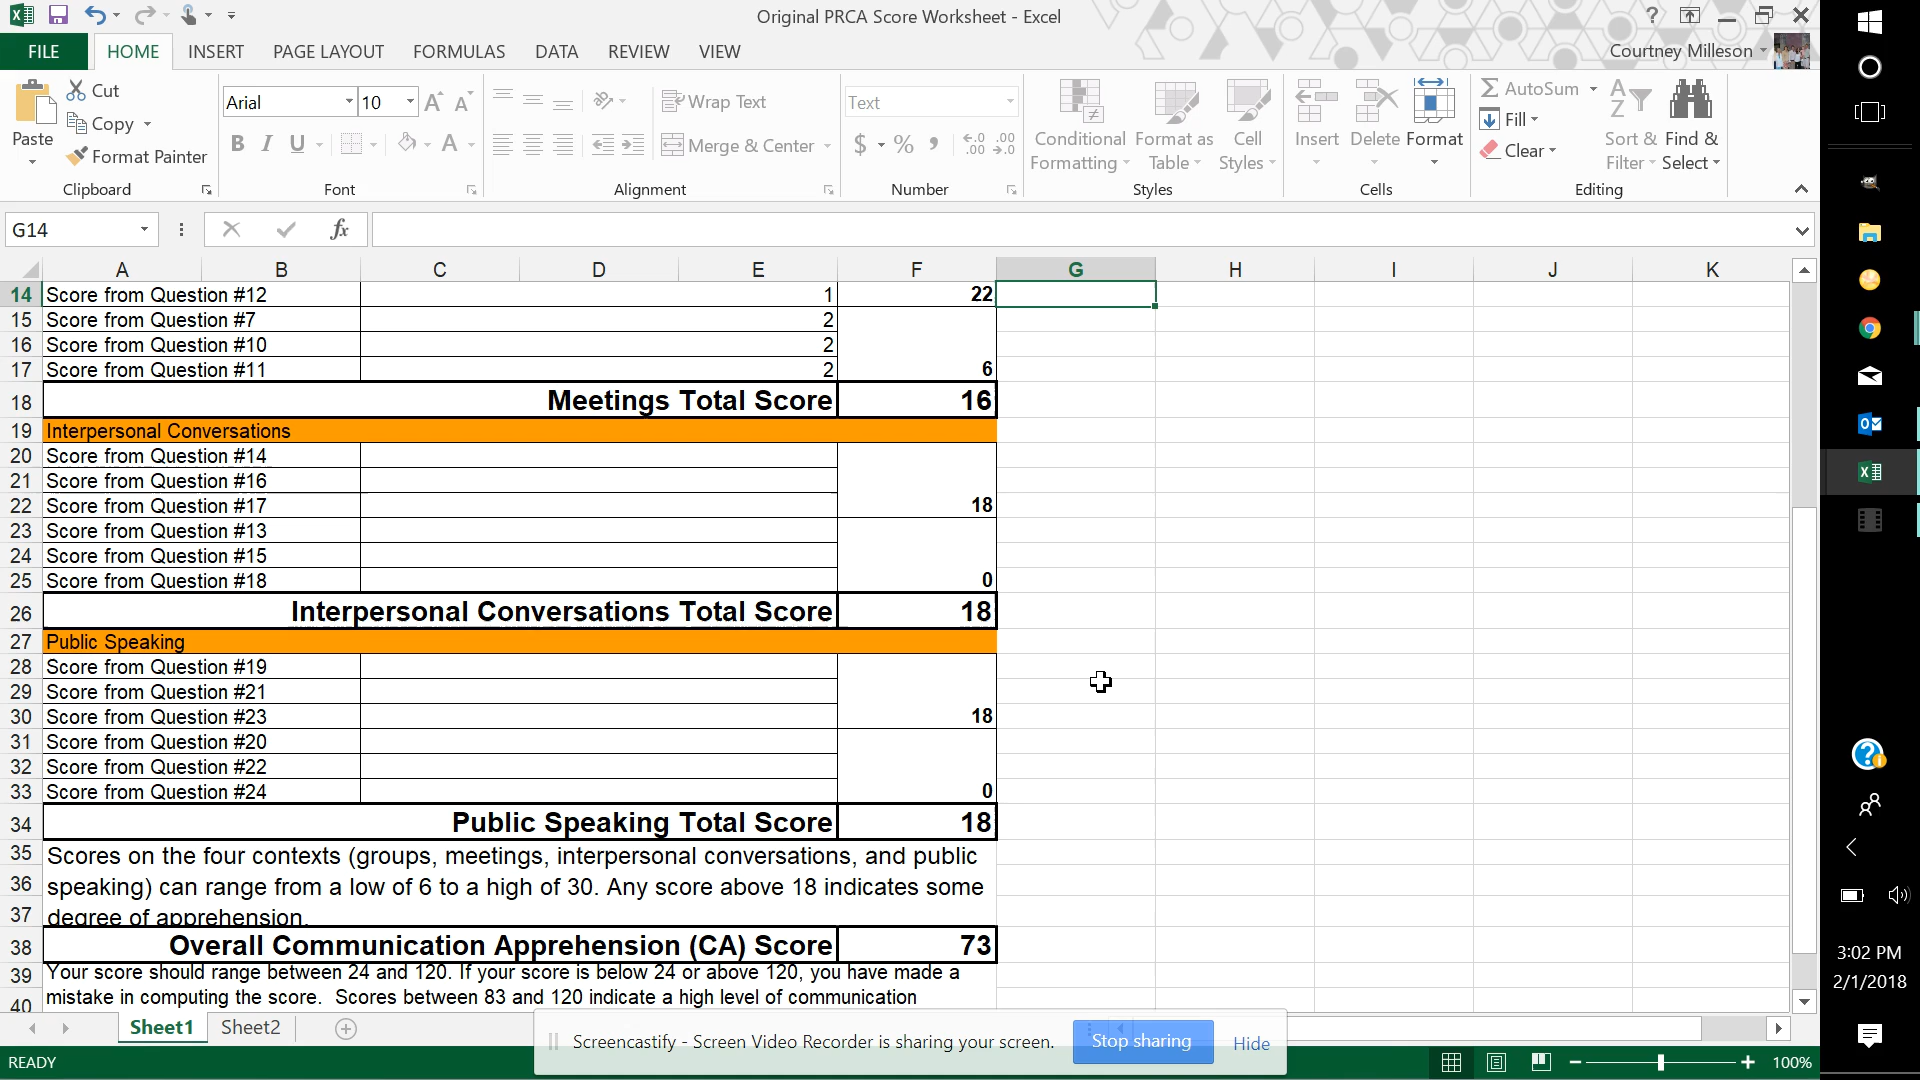 Original PRCA Score Worksheet - Excel
?
FILE HOME INSERT PAGE LAYOUT FORMULAS DATA REVIEW VIEW
Courtney Milleson
Paste
Cut
Copy
Format Painter
Clipboard
Arial 10
B I U
Font
Wrap Text
Merge & Center
Alignment
Text
$ % ,
Number
Conditional Formatting
Format as Table
Cell Styles
Styles
Insert Delete Format
Cells
AutoSum
Fill
Clear
Sort & Filter
Find & Select
Editing
G14
fx
A B C D E F G H I J K
14 Score from Question #12 1 22
15 Score from Question #7 2
16 Score from Question #10 2
17 Score from Question #11 2 6
18 Meetings Total Score 16
19 Interpersonal Conversations
20 Score from Question #14
21 Score from Question #16
22 Score from Question #17 18
23 Score from Question #13
24 Score from Question #15
25 Score from Question #18 0
26 Interpersonal Conversations Total Score 18
27 Public Speaking
28 Score from Question #19
29 Score from Question #21
30 Score from Question #23 18
31 Score from Question #20
32 Score from Question #22
33 Score from Question #24 0
34 Public Speaking Total Score 18
35 Scores on the four contexts (groups, meetings, interpersonal conversations, and public
36 speaking) can range from a low of 6 to a high of 30. Any score above 18 indicates some
37 degree of apprehension.
38 Overall Communication Apprehension (CA) Score 73
39 Your score should range between 24 and 120. If your score is below 24 or above 120, you have made a
40 mistake in computing the score. Scores between 83 and 120 indicate a high level of communication
Sheet1 Sheet2
Screencastify - Screen Video Recorder is sharing your screen. Stop sharing Hide
READY
100%
3:02 PM
2/1/2018